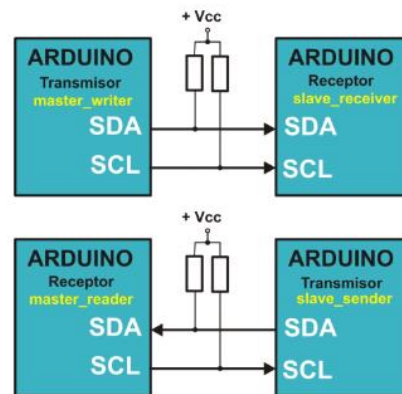 + Vcc
ARDUINO
Transmisor
master_writer
SDA
SCL
ARDUINO
Receptor
slave_receiver
SDA
SCL
+ Vcc
ARDUINO
Receptor
master_reader
SDA
SCL
ARDUINO
Transmisor
slave_sender
SDA
SCL